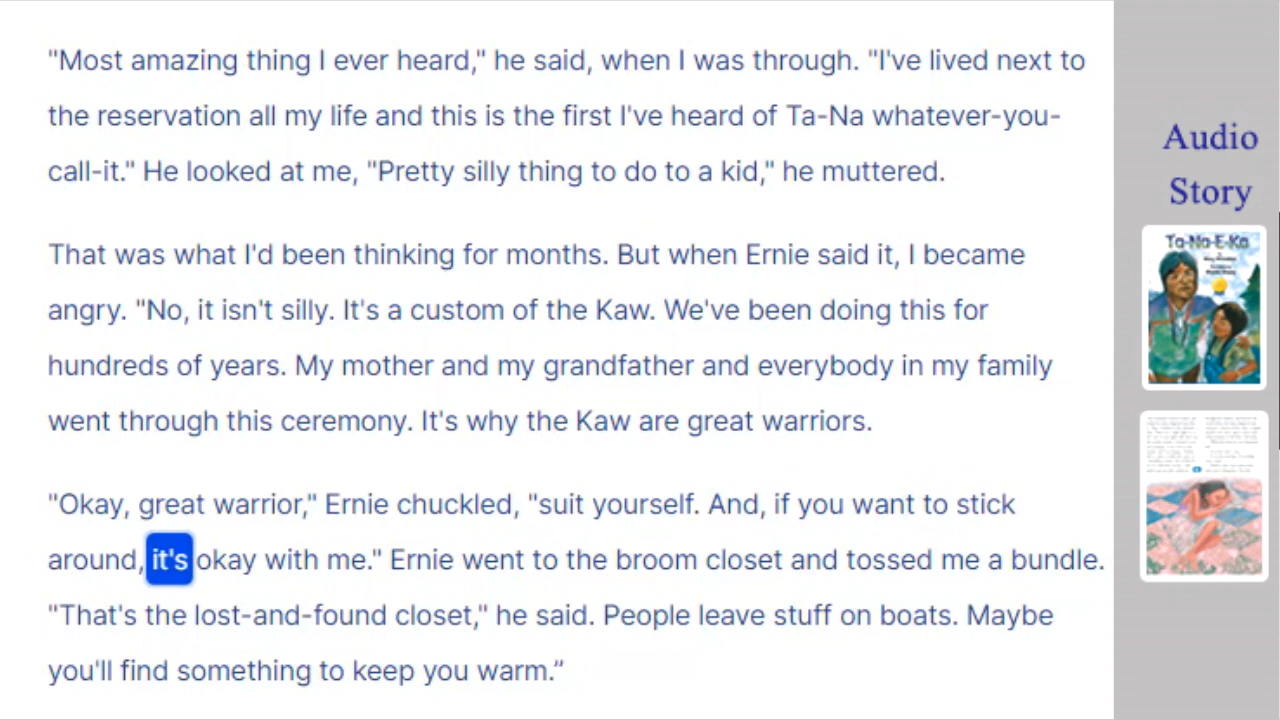 "Most amazing thing I ever heard," he said, when I was through. "I've lived next to
the reservation all my life and this is the first I've heard of Ta-Na whatever-you-
call-it." He looked at me, "Pretty silly thing to do to a kid," he muttered.
That was what I'd been thinking for months. But when Ernie said it, I became
angry. "No, it isn't silly. It's a custom of the Kaw. We've been doing this for
hundreds of years. My mother and my grandfather and everybody in my family
went through this ceremony. It's why the Kaw are great warriors.
"Okay, great warrior," Ernie chuckled, "suit yourself. And, if you want to stick
around, it's okay with me." Ernie went to the broom closet and tossed me a bundle.
"That's the lost-and-found closet," he said. People leave stuff on boats. Maybe
you'll find something to keep you warm.”
Audio
Story
Ta-Na-E-Ka